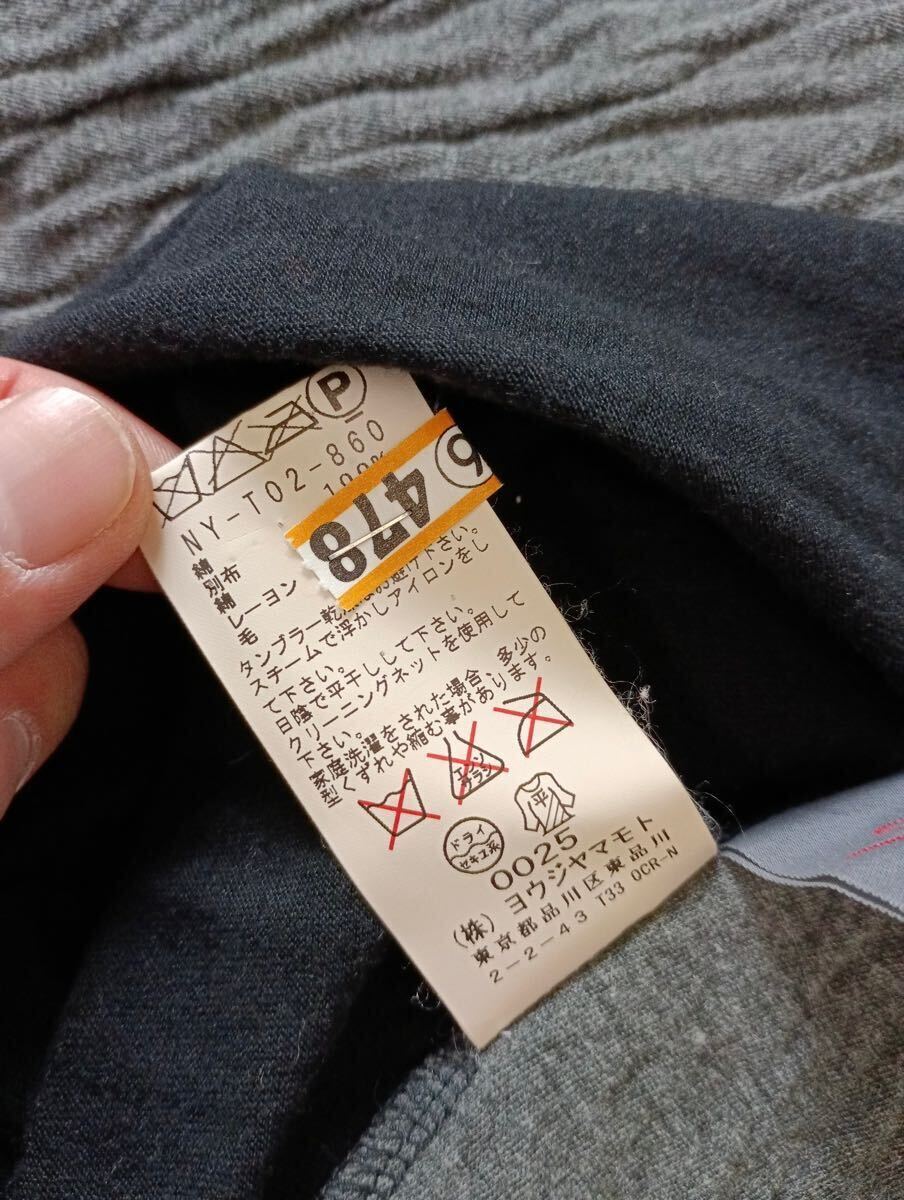 P
NY-T02-860
100%
6
478
綿
別布
綿
レーヨン
毛
タンブラー乾 避け下さい。
スチームで浮かしアイロンをし
て下さい。
日陰で平干しして下さい。
クリーニングネットを使用して
下さい。
家庭洗濯をされた場合、多少の
型くずれや縮む事があります。
エンソ
サラシ
ドライ
セキユ系
平
0025
(株) ヨウジヤマモト
東京都品川区東品川
2-2-43 T33 OCR-N